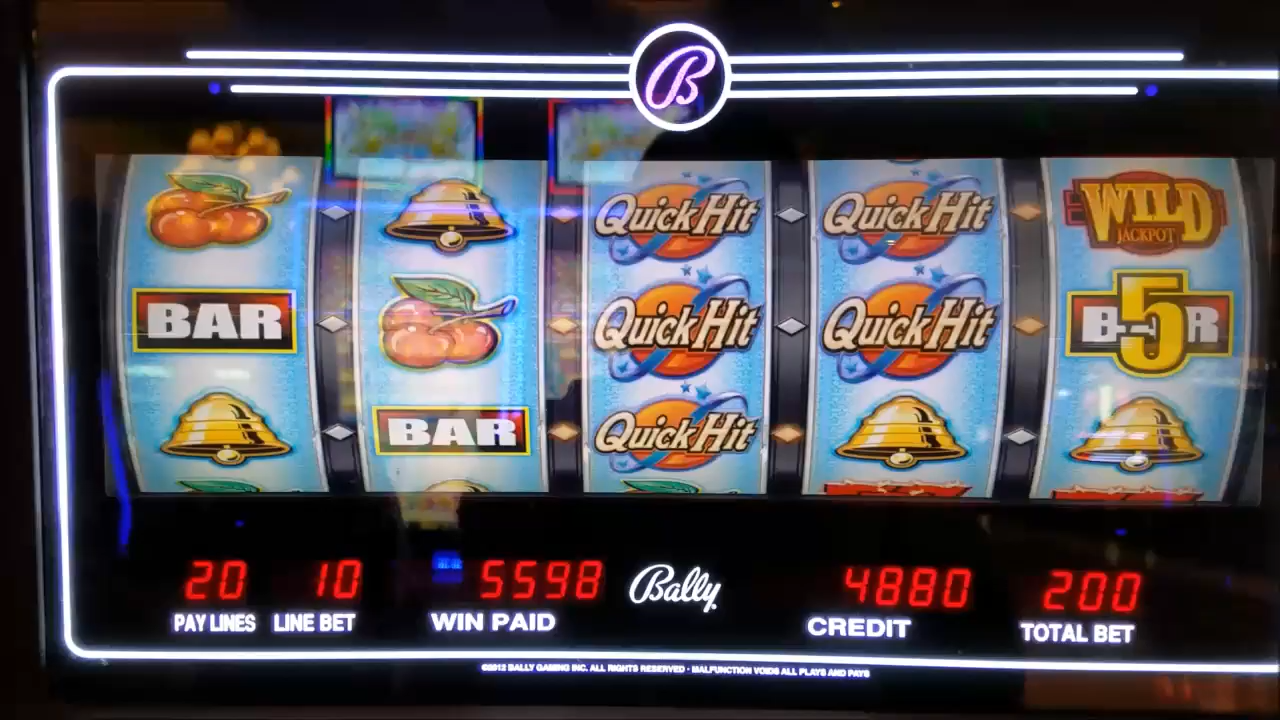 B
Quick Hit
Quick Hit
WILD
JACKPOT
BAR
Quick Hit
Quick Hit
B 5 R
BAR
Quick Hit
20
10
5598
Bally
4880
200
PAY LINES
LINE BET
WIN PAID
CREDIT
TOTAL BET
©2012 BALLY GAMING INC. ALL RIGHTS RESERVED - MALFUNCTION VOIDS ALL PLAYS AND PAYS